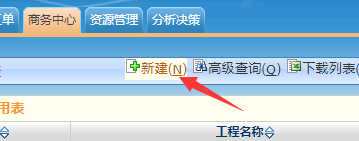 单 商务中心 资源管理 分析决策
新建(N) 高级查询(Q) 下载列表(
用表
工程名称